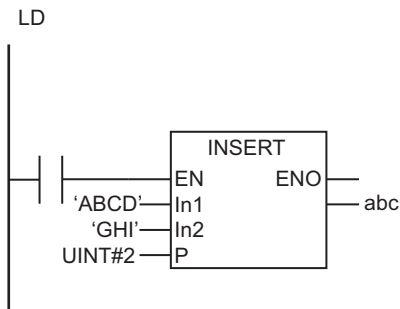 LD
INSERT
EN ENO
‘ABCD’ In1 abc
‘GHI’ In2
UINT#2 P